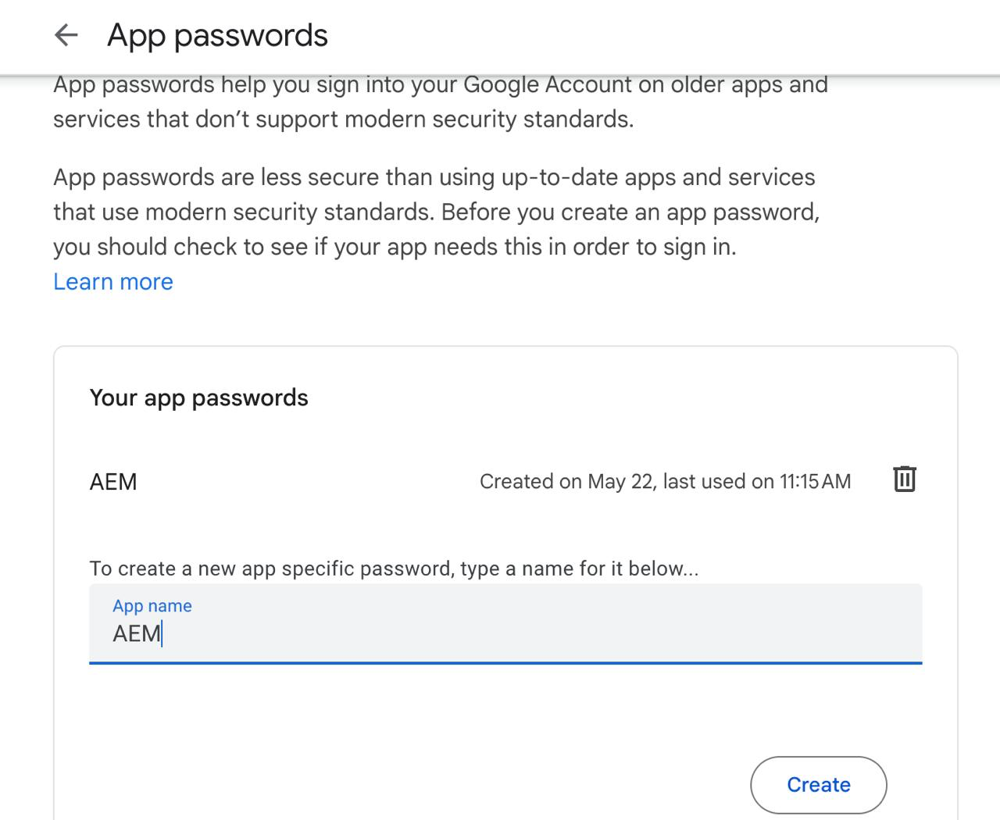 App passwords
App passwords help you sign into your Google Account on older apps and
services that don’t support modern security standards.
App passwords are less secure than using up-to-date apps and services
that use modern security standards. Before you create an app password,
you should check to see if your app needs this in order to sign in.
Learn more
Your app passwords
AEM Created on May 22, last used on 11:15 AM
To create a new app specific password, type a name for it below...
App name
AEM
Create